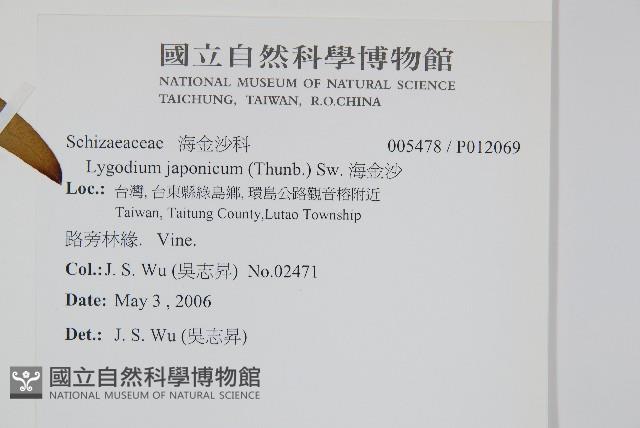 國立自然科學博物館
NATIONAL MUSEUM OF NATURAL SCIENCE
TAICHUNG, TAIWAN, R.O.CHINA
Schizaeaceae 海金沙科 005478 / P012069
Lygodium japonicum (Thunb.) Sw. 海金沙
Loc.: 台灣, 台東縣綠島鄉, 環島公路觀音榕附近
Taiwan, Taitung County,Lutao Township
路旁林緣. Vine.
Col.: J. S. Wu (吳志昇) No.02471
Date: May 3 , 2006
Det.: J. S. Wu (吳志昇)
國立自然科學博物館
NATIONAL MUSEUM OF NATURAL SCIENCE